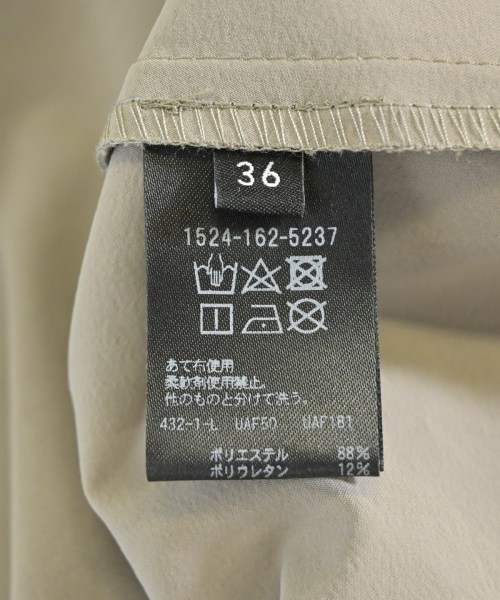 36
1524-162-5237
あて布使用
柔軟剤使用禁止。
他のものと分けて洗う。
432-1-L UAF50 UAF181
ポリエステル 88%
ポリウレタン 12%